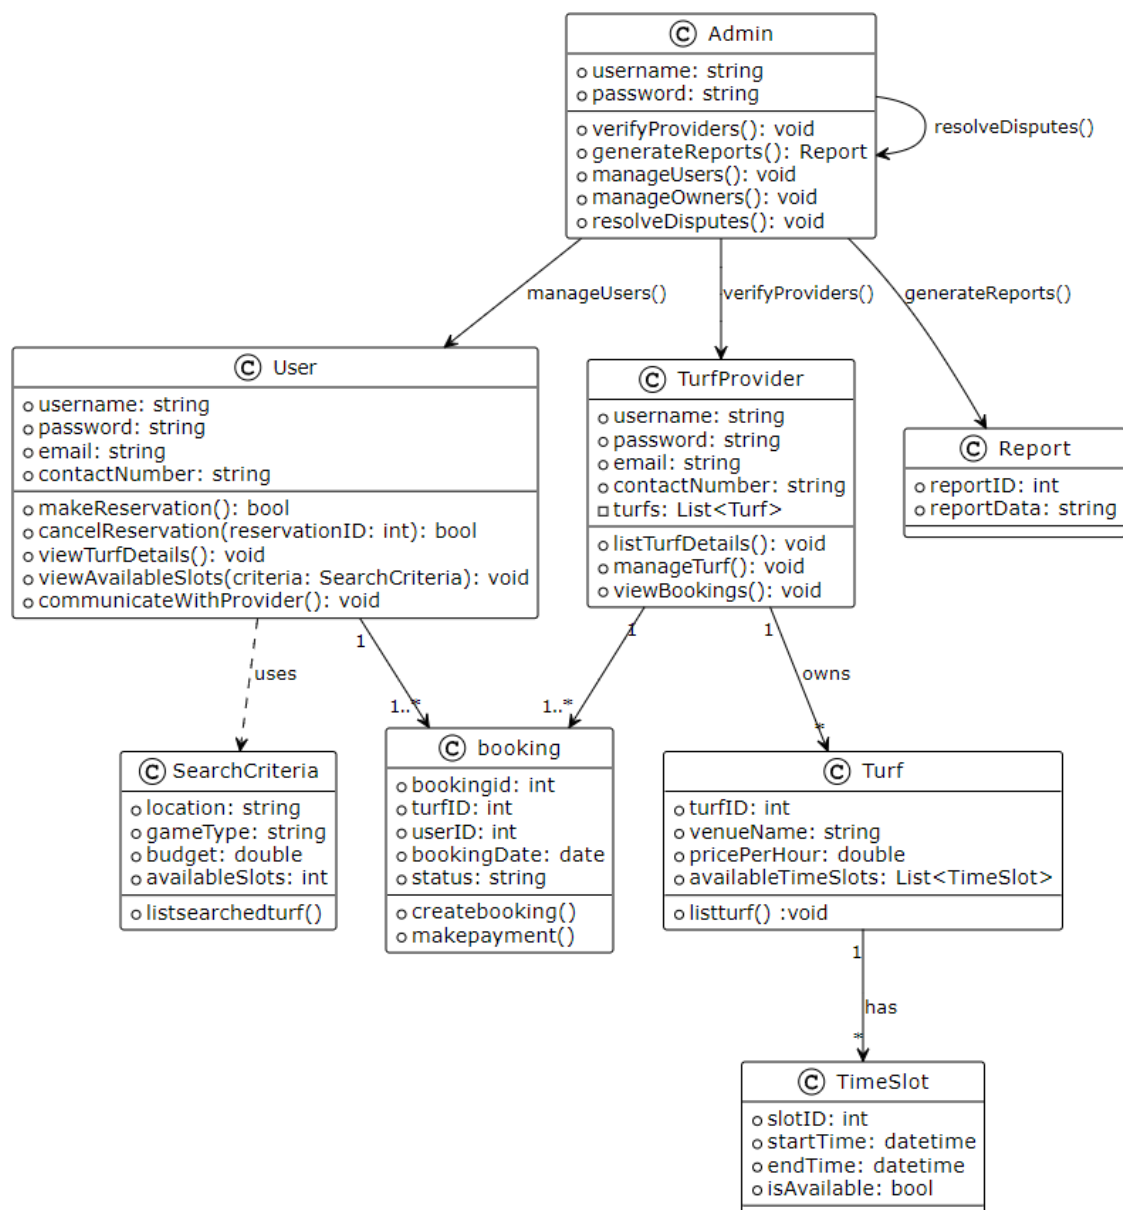 C Admin
username: string
password: string
verifyProviders(): void
generateReports(): Report
manageUsers(): void
manageOwners(): void
resolveDisputes(): void
resolveDisputes()
manageUsers()
verifyProviders()
generateReports()
C User
username: string
password: string
email: string
contactNumber: string
makeReservation(): bool
cancelReservation(reservationID: int): bool
viewTurfDetails(): void
viewAvailableSlots(criteria: SearchCriteria): void
communicateWithProvider(): void
C TurfProvider
username: string
password: string
email: string
contactNumber: string
turfs: List<Turf>
listTurfDetails(): void
manageTurf(): void
viewBookings(): void
C Report
reportID: int
reportData: string
uses
1
1..*
1
1..*
1
owns
*
C SearchCriteria
location: string
gameType: string
budget: double
availableSlots: int
listsearchedturf()
C booking
bookingid: int
turfID: int
userID: int
bookingDate: date
status: string
createbooking()
makepayment()
C Turf
turfID: int
venueName: string
pricePerHour: double
availableTimeSlots: List<TimeSlot>
listturf() :void
1
has
*
C TimeSlot
slotID: int
startTime: datetime
endTime: datetime
isAvailable: bool